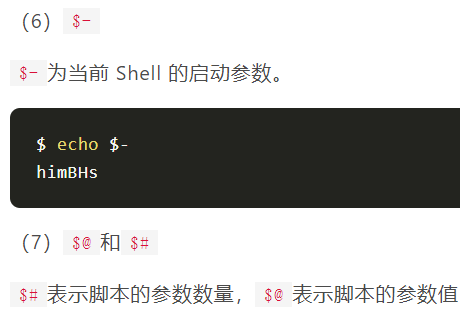 （6） $-
$- 为当前 Shell 的启动参数。
$ echo $-
himBHs
（7） $@ 和 $#
$# 表示脚本的参数数量， $@ 表示脚本的参数值